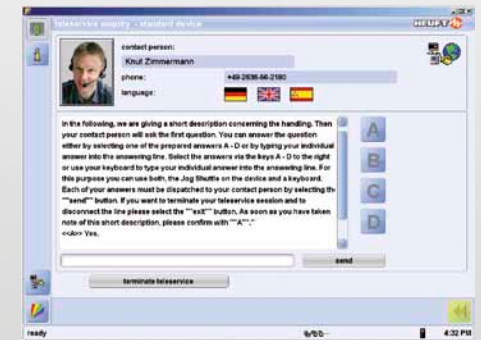 teleservice enquiry - standard device
HEUFT
contact person:
Knut Zimmermann
phone:
+49-2636-56-2180
language:
In the following, we are giving a short description concerning the handling. Then
your contact person will ask the first question. You can answer the question
either by selecting one of the prepared answers A - D or by typing your individual
answer into the answering line. Select the answers via the keys A - D to the right
or use your keyboard to type your individual answer into the answering line. For
this purpose you can use both, the Jog Shuttle on the device and a keyboard.
Each of your answers must be dispatched to your contact person by selecting the
""send"" button. If you want to terminate your teleservice session and to
disconnect the line please select the ""exit"" button. As soon as you have taken
note of this short description, please confirm with ""A""."
<<A>> Yes.
A
B
C
D
send
terminate teleservice
ready
4:32 PM